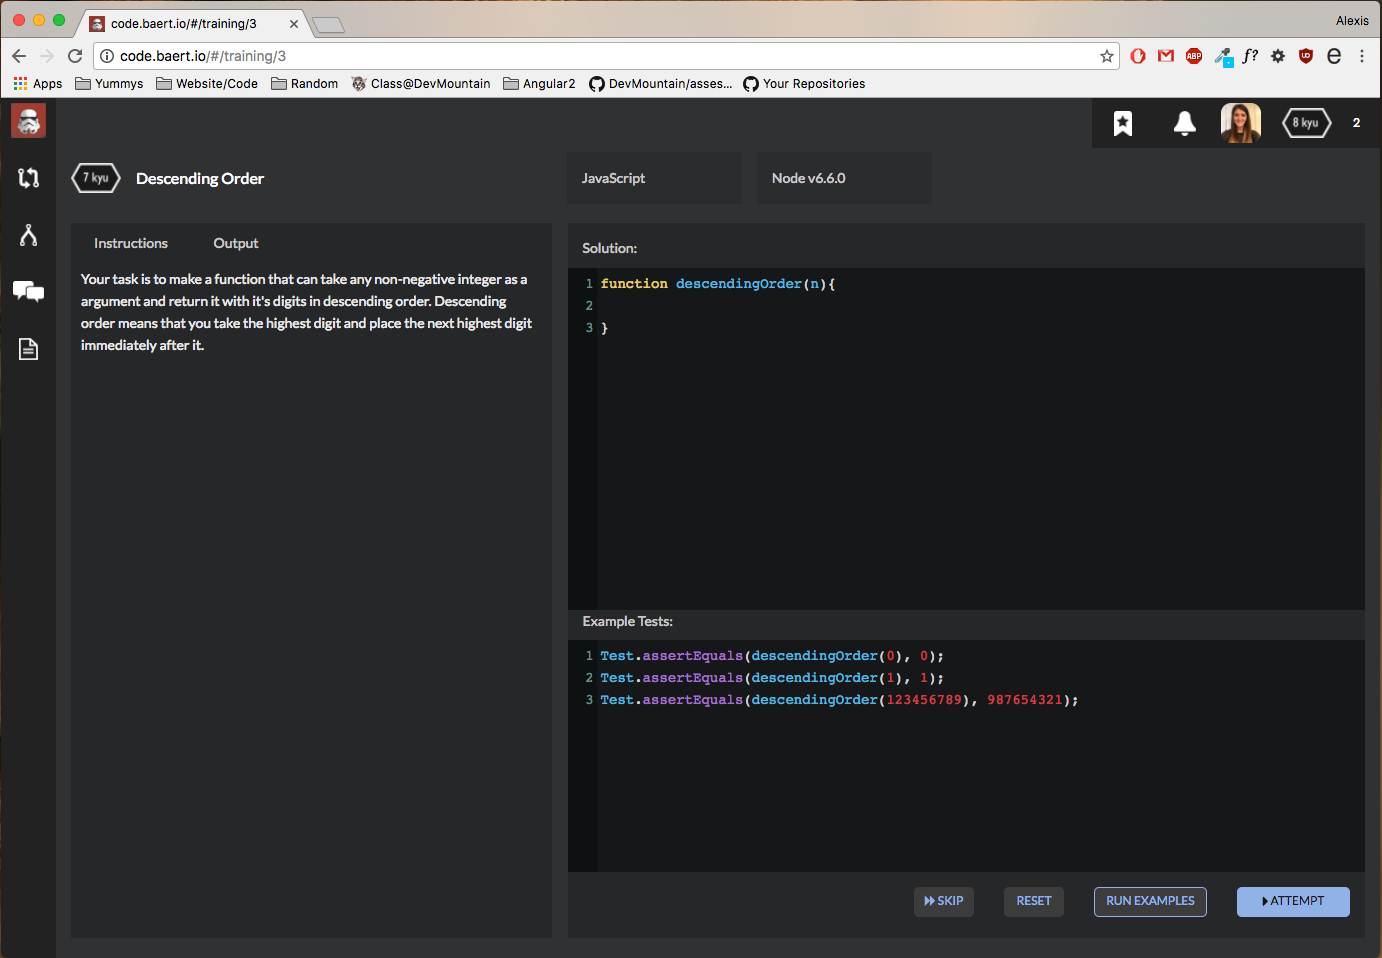 code.baert.io/#/training/3
Alexis
code.baert.io/#/training/3
ABP
f?
Apps
Yummys
Website/Code
Random
Class@DevMountain
Angular2
DevMountain/asses...
Your Repositories
8 kyu
2
7 kyu
Descending Order
JavaScript
Node v6.6.0
Instructions
Output
Your task is to make a function that can take any non-negative integer as a
argument and return it with it's digits in descending order. Descending
order means that you take the highest digit and place the next highest digit
immediately after it.
Solution:
1 function descendingOrder(n){
2
3 }
Example Tests:
1 Test.assertEquals(descendingOrder(0), 0);
2 Test.assertEquals(descendingOrder(1), 1);
3 Test.assertEquals(descendingOrder(123456789), 987654321);
SKIP
RESET
RUN EXAMPLES
ATTEMPT